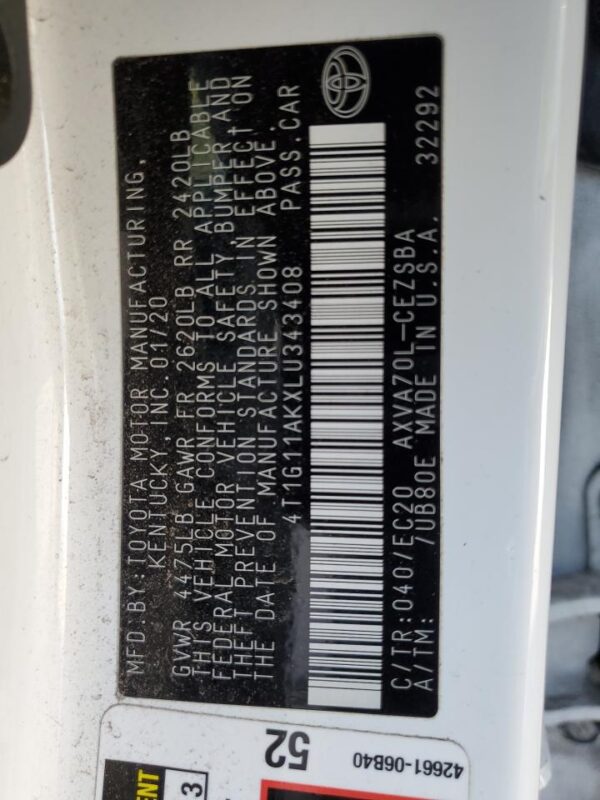 MFD.BY:TOYOTA MOTOR MANUFACTURING,
KENTUCKY, INC. 01/20
GVWR 4475LB GAWR FR 2620LB RR 2420LB
THIS VEHICLE CONFORMS TO ALL APPLICABLE
FEDERAL MOTOR VEHICLE SAFETY, BUMPER, AND
THEFT PREVENTION STANDARDS IN EFFECT ON
THE DATE OF MANUFACTURE SHOWN ABOVE.
4T1G11AKXLU343408 PASS.CAR
C/TR:040/EC20 AXVA70L-CEZSBA
A/TM: /UB80E MADE IN U.S.A. 32292
52
42661-06B40
ENT
3